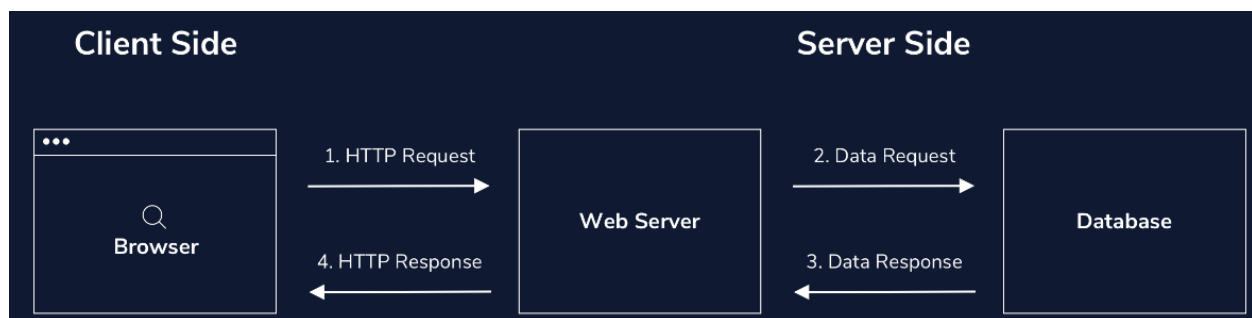 Client Side
Server Side
1. HTTP Request
2. Data Request
Browser
Web Server
Database
4. HTTP Response
3. Data Response